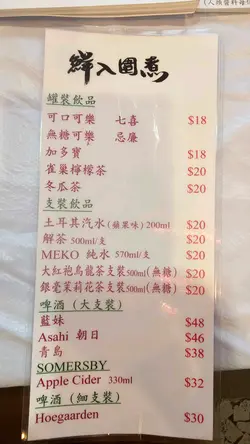 鮮入圍煮
罐裝飲品
可口可樂 七喜 $18
無糖可樂 忌廉
加多寶 $18
雀巢檸檬茶 $20
冬瓜茶 $20
支裝飲品
土耳其汽水(蘋果味)200ml $20
解茶 500ml/支 $20
MEKO 純水 570ml/支 $20
大紅袍烏龍茶支裝500ml(無糖) $20
銀毫茉莉花茶支裝500ml(無糖) $20
啤酒 (大支裝)
藍妹 $48
Asahi 朝日 $46
青島 $38
SOMERSBY
Apple Cider 330ml $32
啤酒 (細支裝)
Hoegaarden $30